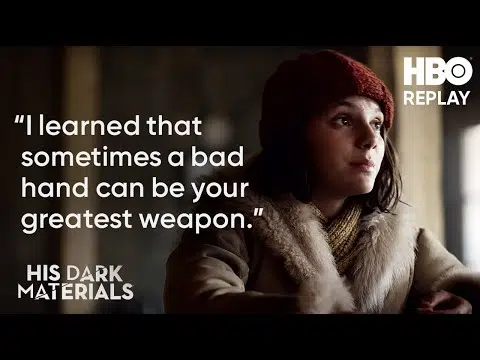 HBO
REPLAY
“I learned that
sometimes a bad
hand can be your
greatest weapon.”
HIS DARK
MATERIALS